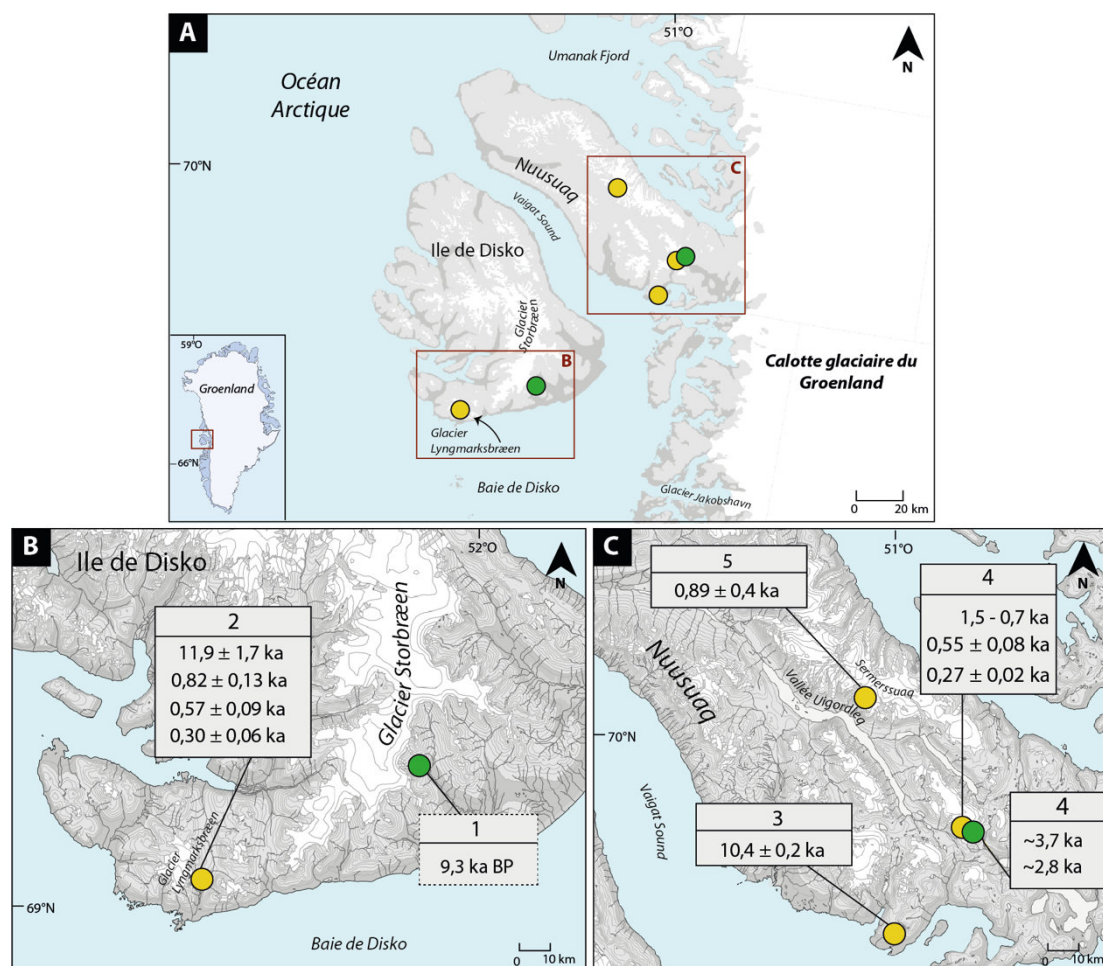 A
51°O
N
Umanak Fjord
Océan
Arctique
70°N
Nuusuaq
C
Vaigat Sound
Ile de Disko
Glacier
Storbræen
B
59°O
Groenland
66°N
Calotte glaciaire du
Groenland
Glacier
Lyngmarksbræen
Baie de Disko
Glacier Jakobshavn
0 20 km
B
Ile de Disko
52°O
N
2
11,9 ± 1,7 ka
0,82 ± 0,13 ka
0,57 ± 0,09 ka
0,30 ± 0,06 ka
Glacier Storbræen
1
9,3 ka BP
Glacier
Lyngmarksbræen
69°N
Baie de Disko
0 10 km
C
51°O
N
5
0,89 ± 0,4 ka
4
1,5 - 0,7 ka
0,55 ± 0,08 ka
0,27 ± 0,02 ka
Nuusuaq
Sermerssuaq
Vallée Uigordleq
70°N
Vaigat Sound
3
10,4 ± 0,2 ka
4
~3,7 ka
~2,8 ka
0 10 km